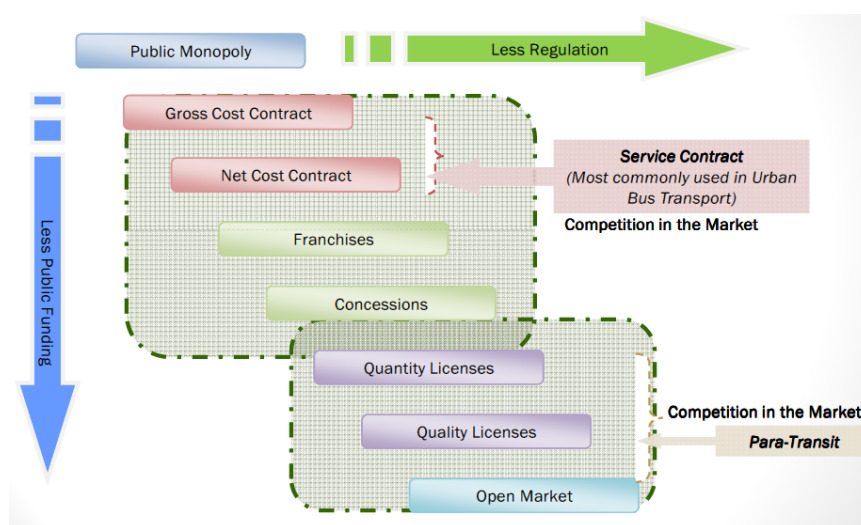 Public Monopoly
Less Regulation
Gross Cost Contract
Net Cost Contract
Service Contract
(Most commonly used in Urban
Bus Transport)
Competition in the Market
Less Public Funding
Franchises
Concessions
Quantity Licenses
Competition in the Market
Quality Licenses
Para-Transit
Open Market